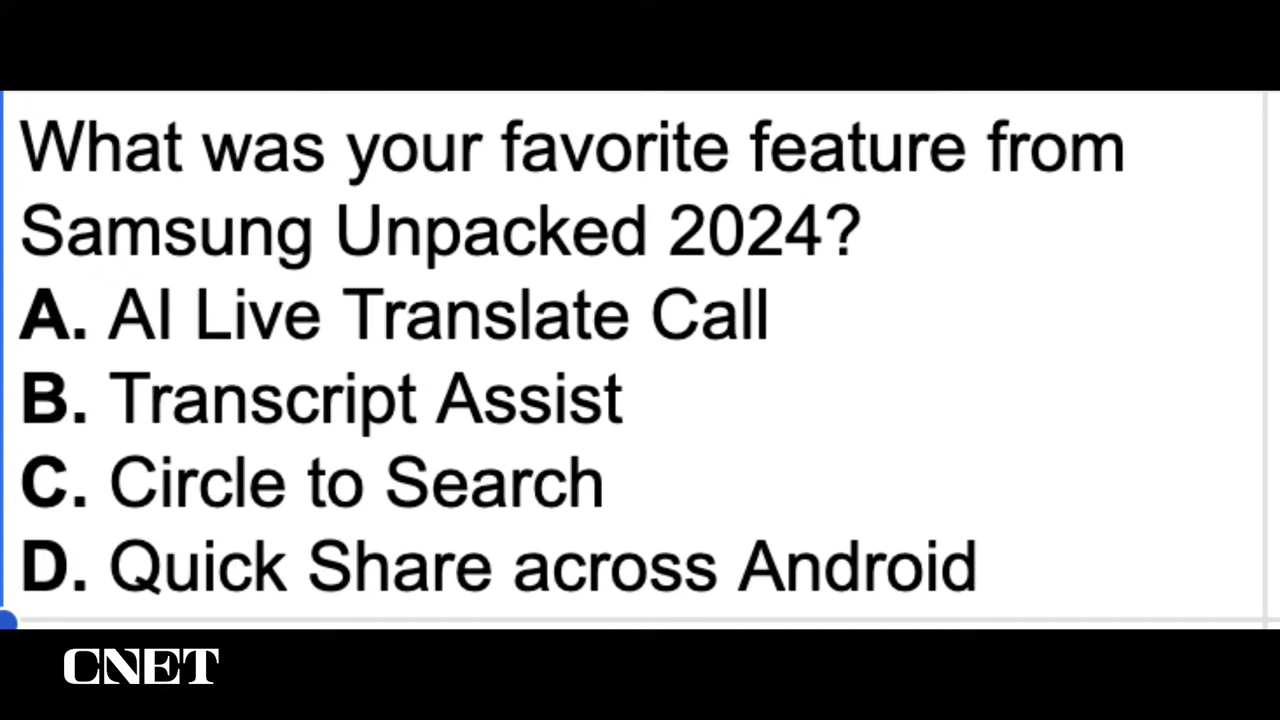 What was your favorite feature from
Samsung Unpacked 2024?
A. AI Live Translate Call
B. Transcript Assist
C. Circle to Search
D. Quick Share across Android
CNET